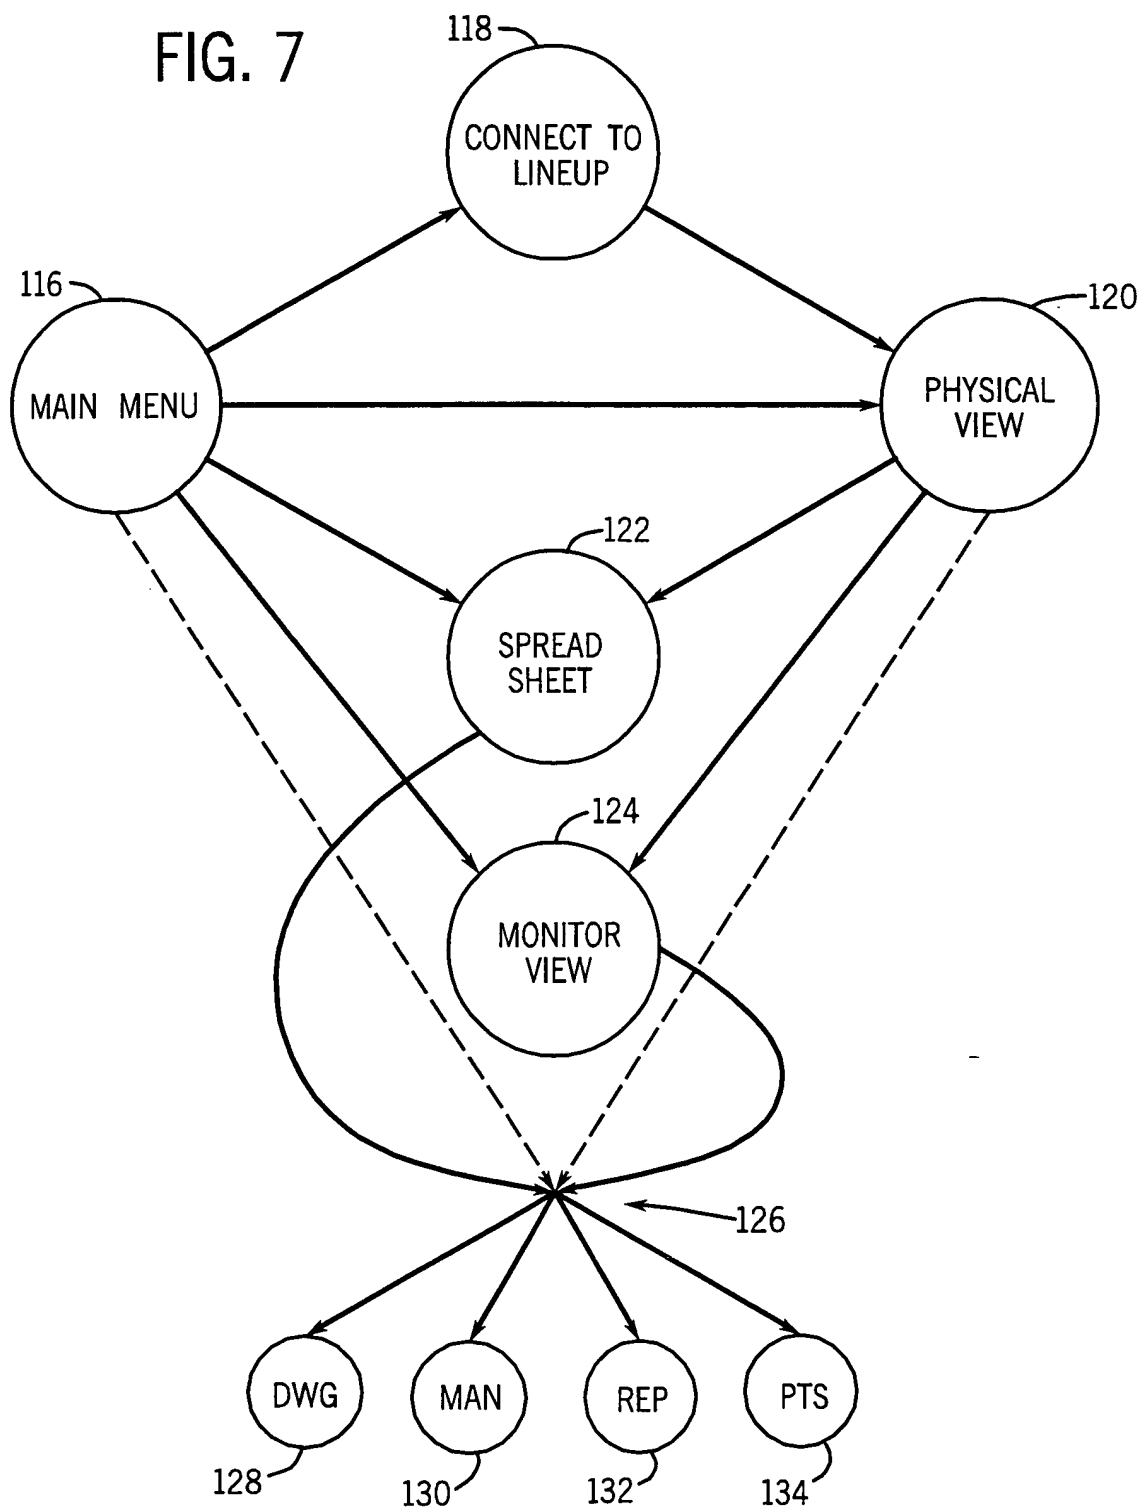 FIG. 7
118
CONNECT TO
LINEUP
116
MAIN MENU
120
PHYSICAL
VIEW
122
SPREAD
SHEET
124
MONITOR
VIEW
126
DWG
MAN
REP
PTS
128
130
132
134